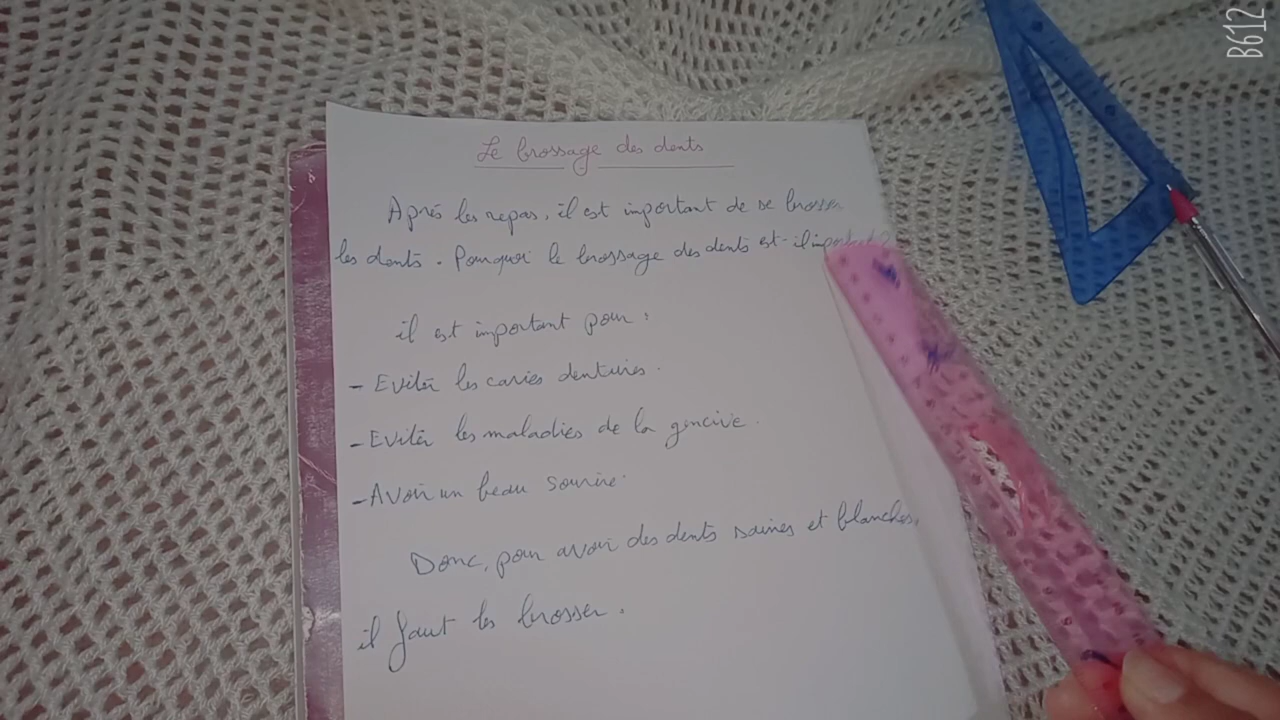 Le brossage des dents
Après les repas, il est important de se brosser
les dents. Pourquoi le brossage des dents est-il important
il est important pour :
- Eviter les caries dentaires.
- Eviter les maladies de la gencive.
- Avoir un beau sourire.
Donc, pour avoir des dents saines et blanches,
il faut les brosser.
B612